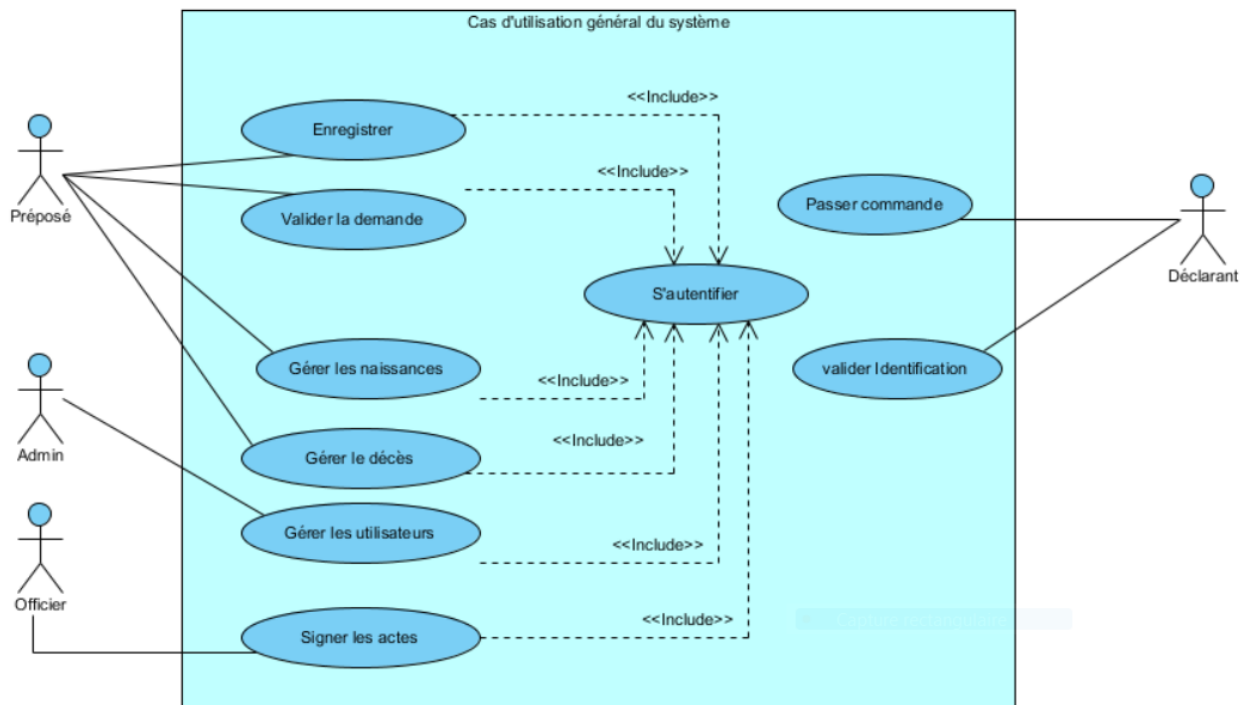 Cas d'utilisation général du système
<<Include>>
Enregistrer
<<Include>>
Préposé
Valider la demande
Passer commande
Déclarant
S'autentifier
Gérer les naissances
<<Include>>
valider Identification
Admin
Gérer le décès
<<Include>>
Gérer les utilisateurs
<<Include>>
Officier
Signer les actes
<<Include>>